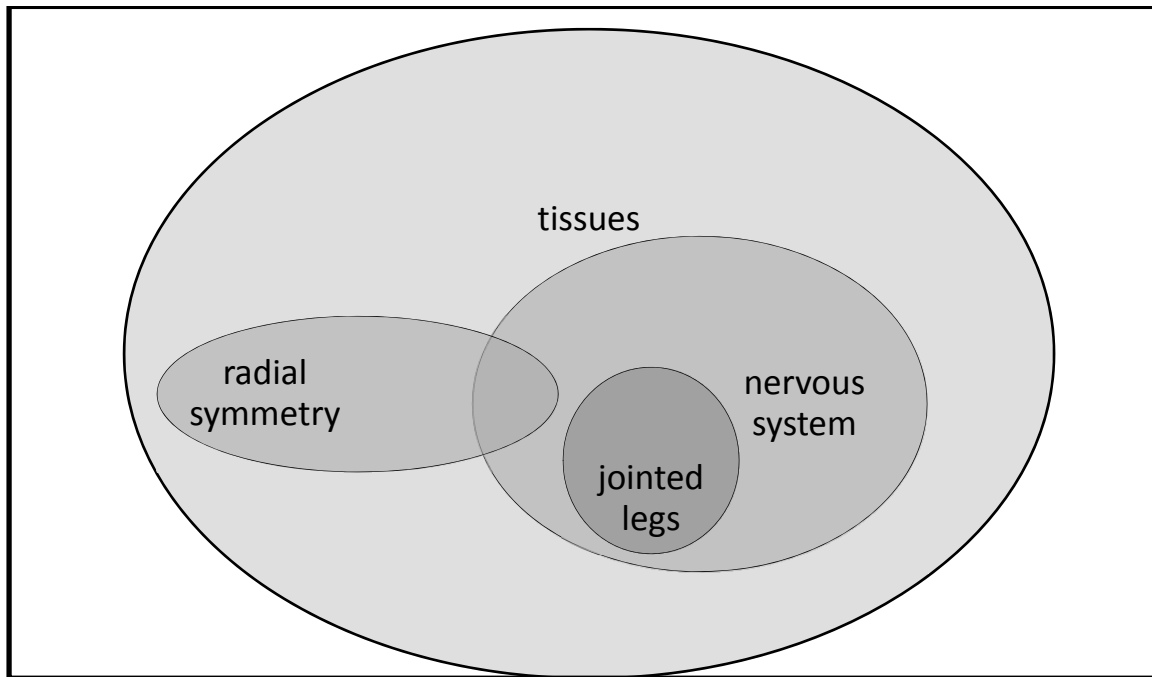 tissues
radial
symmetry
nervous
system
jointed
legs